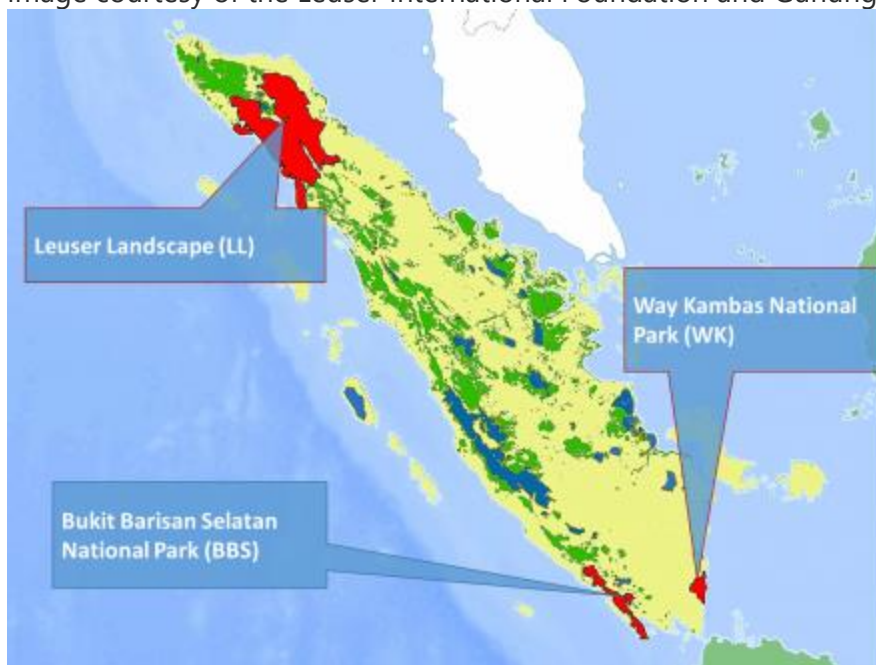 Image courtesy of the Leuser International Foundation and Gunung
Leuser Landscape (LL)
Way Kambas National
Park (WK)
Bukit Barisan Selatan
National Park (BBS)